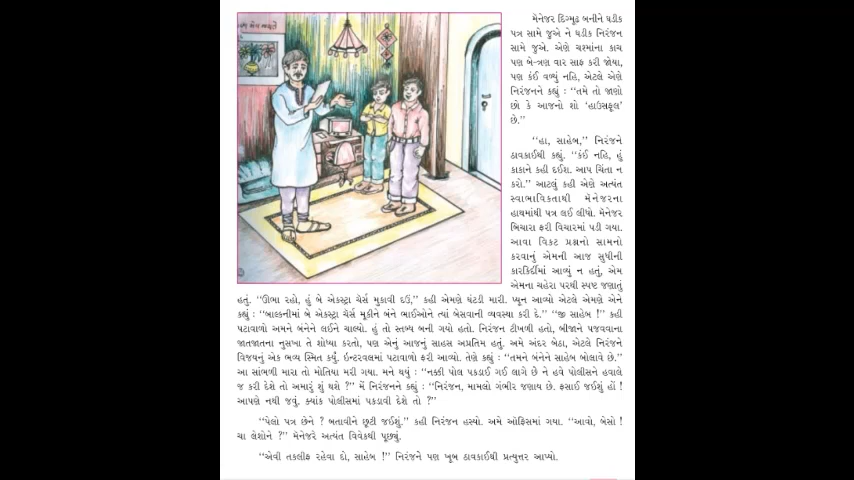 મેનેજર દિગ્મૂઢ બનીને ઘડીક
પત્ર સામે જુએ ને ઘડીક નિરંજન
સામે જુએ. એણે ચશ્માંના કાચ
પણ બે-ત્રણ વાર સાફ કરી જોયા,
પણ કંઈ વળ્યું નહિ, એટલે એણે
નિરંજનને કહ્યું : ‘‘તમે તો જાણો
છો કે આજનો શો ‘હાઉસફૂલ’
છે.’’
‘‘હા, સાહેબ,’’ નિરંજને
ઠાવકાઈથી કહ્યું. ‘‘કંઈ નહિ, હું
કાકાને કહી દઈશ. આપ ચિંતા ન
કરો.’’ આટલું કહી એણે અત્યંત
સ્વાભાવિકતાથી મૅનેજરના
હાથમાંથી પત્ર લઈ લીધો. મૅનેજર
બિચારા ફરી વિચારમાં પડી ગયા.
આવા વિકટ પ્રશ્નનો સામનો
કરવાનું એમની આજ સુધીની
કારકિર્દીમાં આવ્યું ન હતું, એમ
એમના ચહેરા પરથી સ્પષ્ટ જણાતું
હતું. ‘‘ઊભા રહો, હું બે એકસ્ટ્રા ચૅર્સ મુકાવી દઉં,’’ કહી એમણે ઘંટડી મારી. પ્યૂન આવ્યો એટલે એમણે એને
કહ્યું : ‘‘બાલ્કનીમાં બે એકસ્ટ્રા ચૅર્સ મૂકીને બંને ભાઈઓને ત્યાં બેસવાની વ્યવસ્થા કરી દે.’’ ‘‘જી સાહેબ !’’ કહી
પટાવાળો અમને બંનેને લઈને ચાલ્યો. હું તો સ્તબ્ધ બની ગયો હતો. નિરંજન ટીખળી હતો, બીજાને પજવવાના
જાતજાતના નુસખા તે શોધ્યા કરતો, પણ એનું આજનું સાહસ અપ્રતિમ હતું. અમે અંદર બેઠા, એટલે નિરંજને
વિજયનું એક ભવ્ય સ્મિત કર્યું. ઇન્ટરવલમાં પટાવાળો ફરી આવ્યો. તેણે કહ્યું : ‘‘તમને બંનેને સાહેબ બોલાવે છે.’’
આ સાંભળી મારા તો મોતિયા મરી ગયા. મને થયું : ‘‘નક્કી પોલ પકડાઈ ગઈ લાગે છે ને હવે પોલીસને હવાલે
જ કરી દેશે તો અમારું શું થશે ?’’ મેં નિરંજનને કહ્યું : ‘‘નિરંજન, મામલો ગંભીર જણાય છે. ફસાઈ જઈશું હોં !
આપણે નથી જવું. ક્યાંક પોલીસમાં પકડાવી દેશે તો ?’’
‘‘પેલો પત્ર છેને ? બતાવીને છૂટી જઈશું.’’ કહી નિરંજન હસ્યો. અમે ઑફિસમાં ગયા. ‘‘આવો, બેસો !
ચા લેશોને ?’’ મૅનેજરે અત્યંત વિવેકથી પૂછ્યું.
‘‘એવી તકલીફ રહેવા દો, સાહેબ !’’ નિરંજને પણ ખૂબ ઠાવકાઈથી પ્રત્યુત્તર આપ્યો.